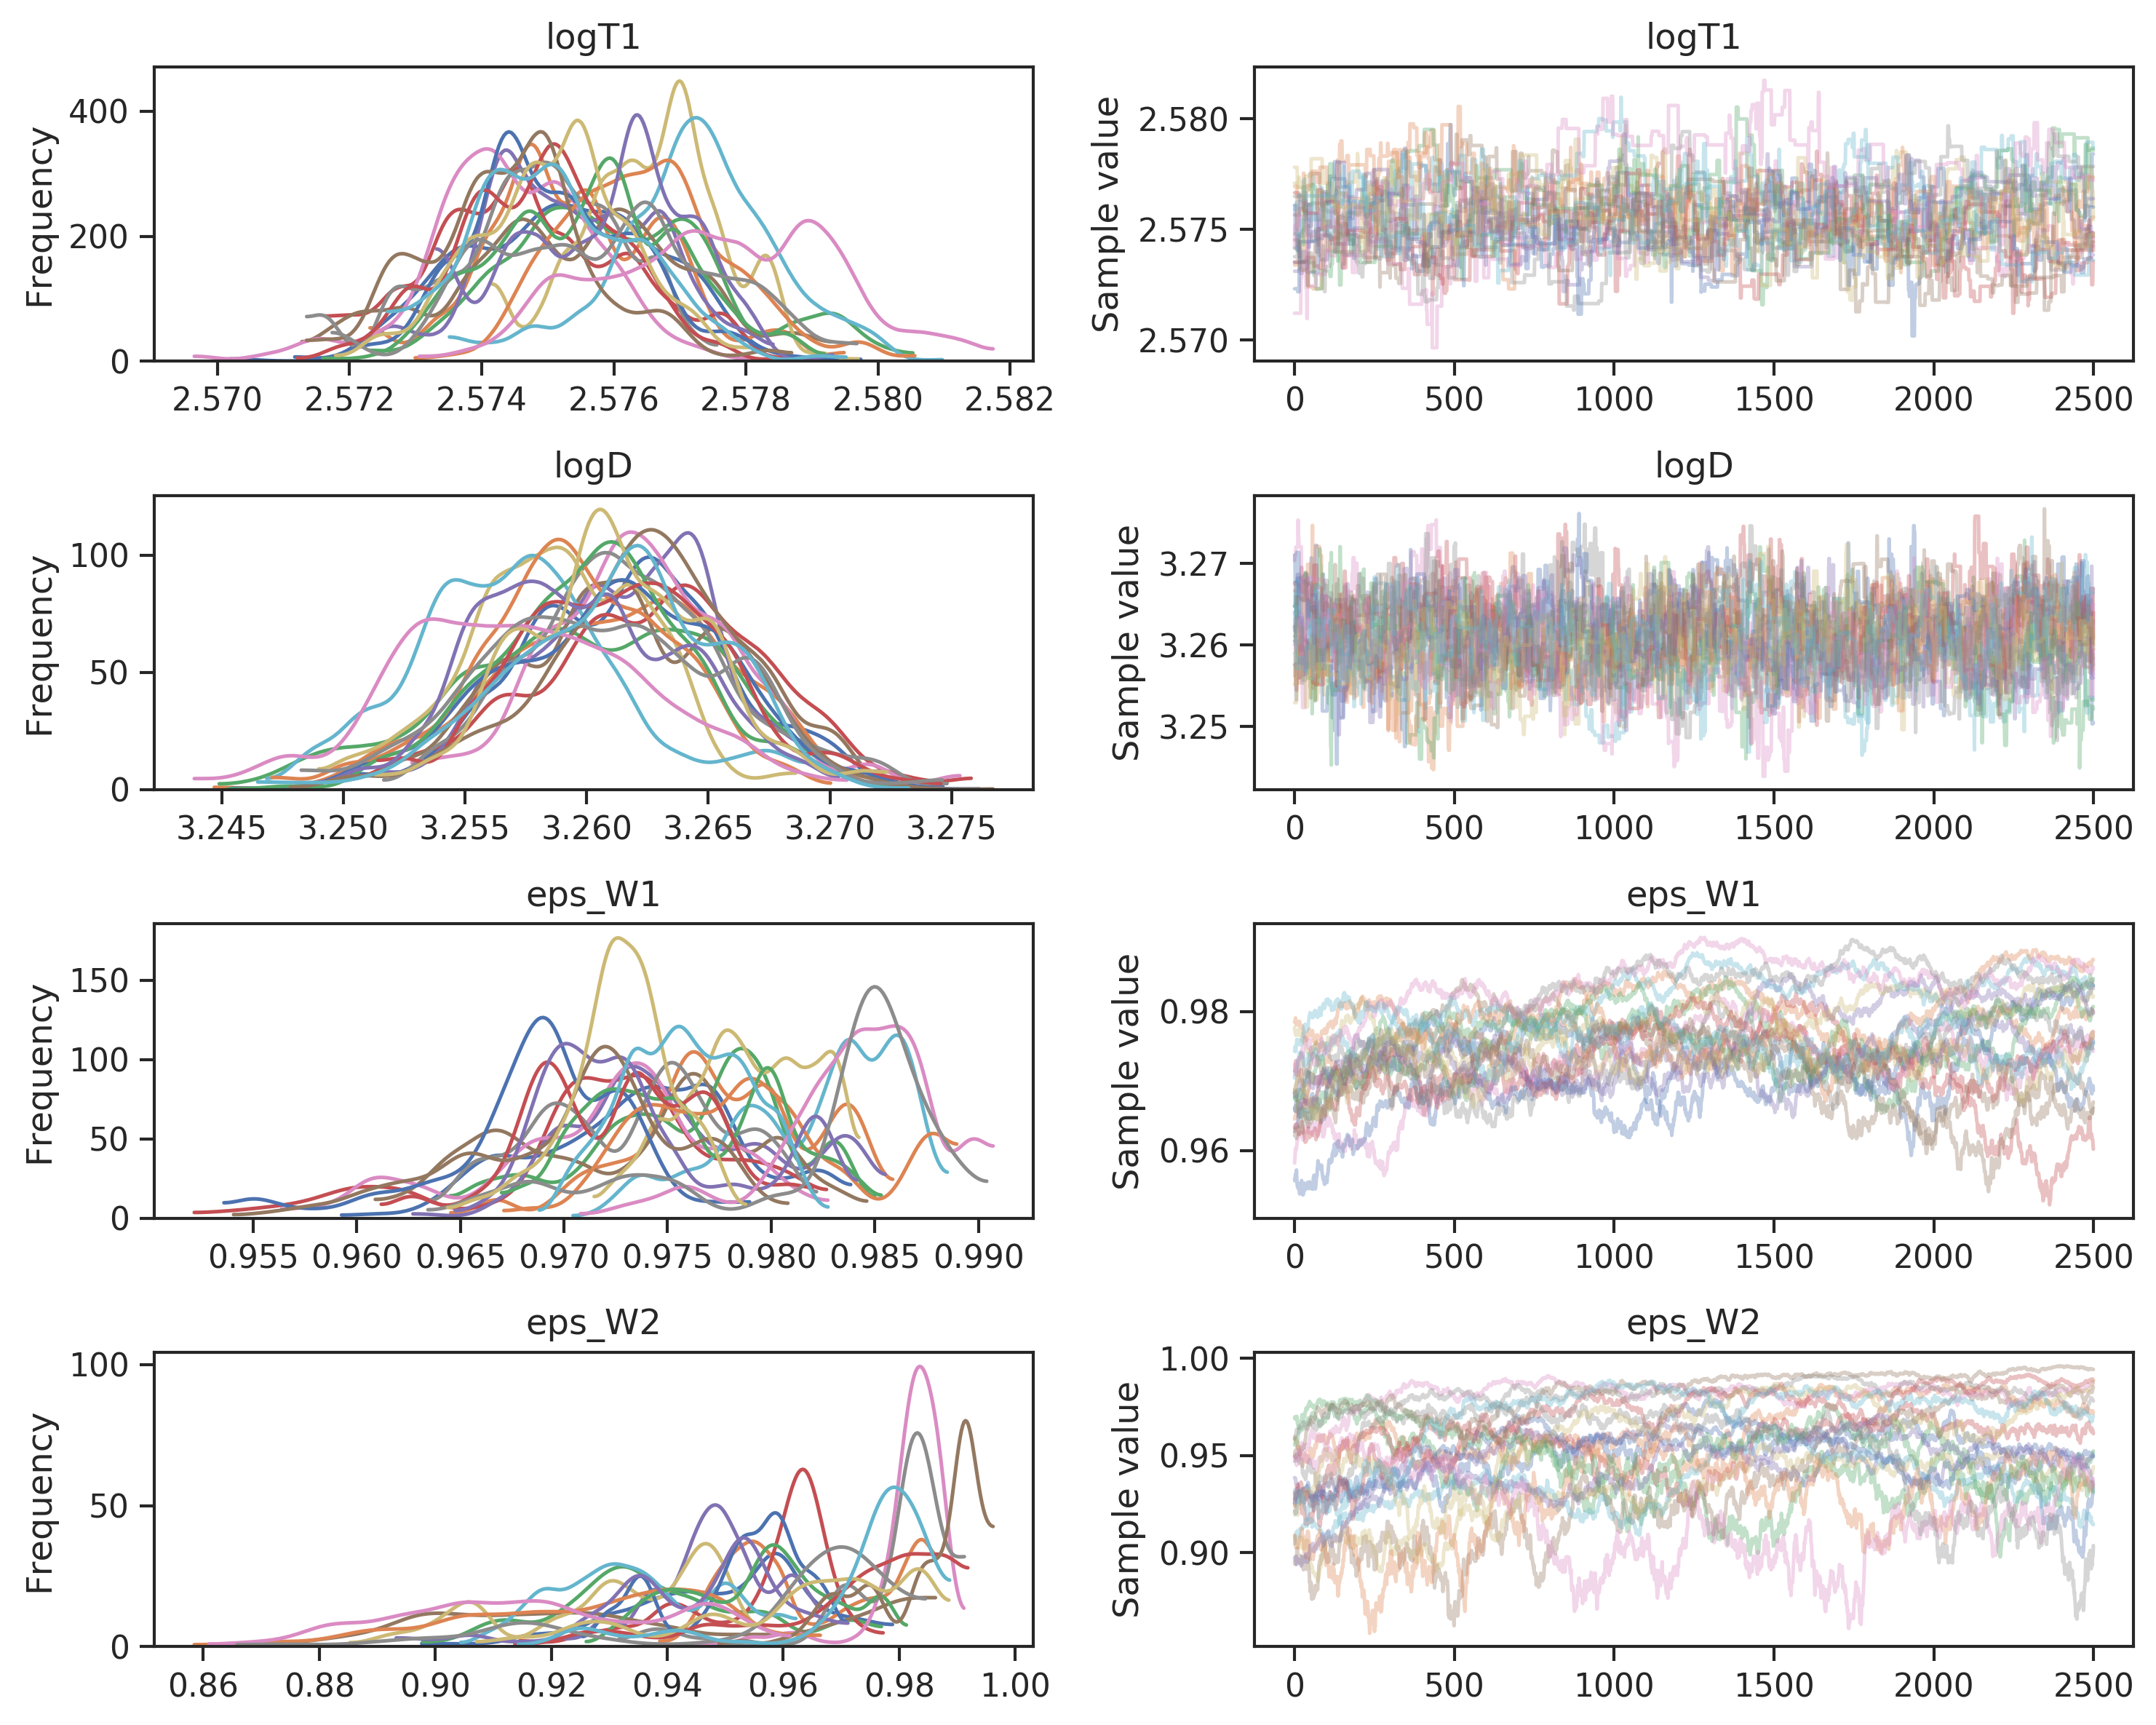 logT1
logT1
Frequency
Sample value
400
200
0
2.580
2.575
2.570
2.570 2.572 2.574 2.576 2.578 2.580 2.582
0 500 1000 1500 2000 2500
logD
logD
Frequency
Sample value
100
50
0
3.27
3.26
3.25
3.245 3.250 3.255 3.260 3.265 3.270 3.275
0 500 1000 1500 2000 2500
eps_W1
eps_W1
Frequency
Sample value
150
100
50
0
0.98
0.96
0.955 0.960 0.965 0.970 0.975 0.980 0.985 0.990
0 500 1000 1500 2000 2500
eps_W2
eps_W2
Frequency
Sample value
100
50
0
1.00
0.95
0.90
0.86 0.88 0.90 0.92 0.94 0.96 0.98 1.00
0 500 1000 1500 2000 2500